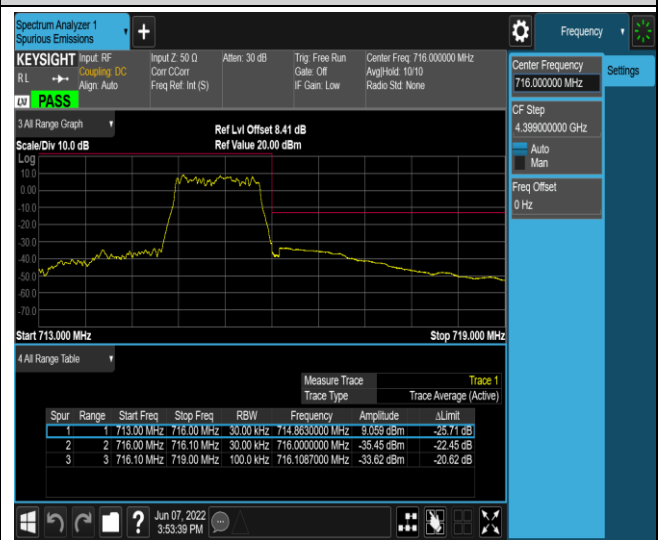 Spectrum Analyzer 1
Spurious Emissions
Frequency
KEYSIGHT
RL
Input: RF
Coupling: DC
Align: Auto
Input Z: 50 Ω
Corr CCorr
Freq Ref: Int (S)
Atten: 30 dB
Trig: Free Run
Gate: Off
IF Gain: Low
Center Freq: 716.000000 MHz
Avg|Hold: 10/10
Radio Std: None
PASS
Center Frequency
716.000000 MHz
Settings
CF Step
4.399000000 GHz
Auto
Man
Freq Offset
0 Hz
3 All Range Graph
Scale/Div 10.0 dB
Ref Lvl Offset 8.41 dB
Ref Value 20.00 dBm
Log
10.0
0.00
-10.0
-20.0
-30.0
-40.0
-50.0
-60.0
-70.0
Start 713.000 MHz
Stop 719.000 MHz
4 All Range Table
Measure Trace Trace 1
Trace Type Trace Average (Active)
Spur Range Start Freq Stop Freq RBW Frequency Amplitude ΔLimit
1 1 713.00 MHz 716.00 MHz 30.00 kHz 714.8630000 MHz 9.059 dBm -25.71 dB
2 2 716.00 MHz 716.10 MHz 30.00 kHz 716.0000000 MHz -35.45 dBm -22.45 dB
3 3 716.10 MHz 719.00 MHz 100.0 kHz 716.1087000 MHz -33.62 dBm -20.62 dB
?
Jun 07, 2022
3:53:39 PM